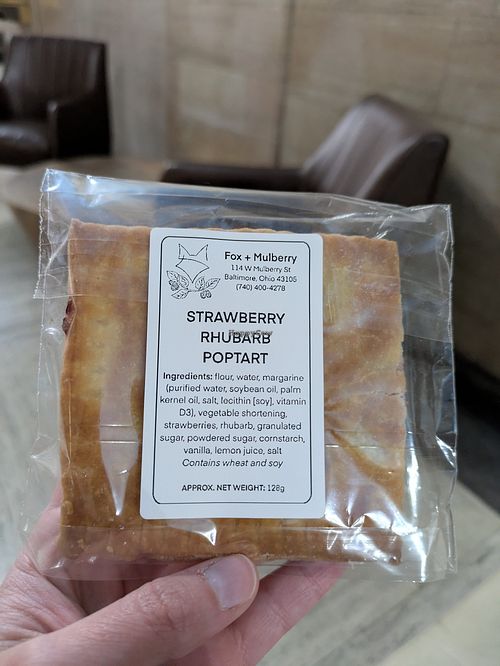 Fox + Mulberry
114 W Mulberry St
Baltimore, Ohio 43105
(740) 400-4278
STRAWBERRY
RHUBARB
POPTART
Ingredients: flour, water, margarine
(purified water, soybean oil, palm
kernel oil, salt, lecithin [soy], vitamin
D3), vegetable shortening,
strawberries, rhubarb, granulated
sugar, powdered sugar, cornstarch,
vanilla, lemon juice, salt
Contains wheat and soy
APPROX. NET WEIGHT: 128g